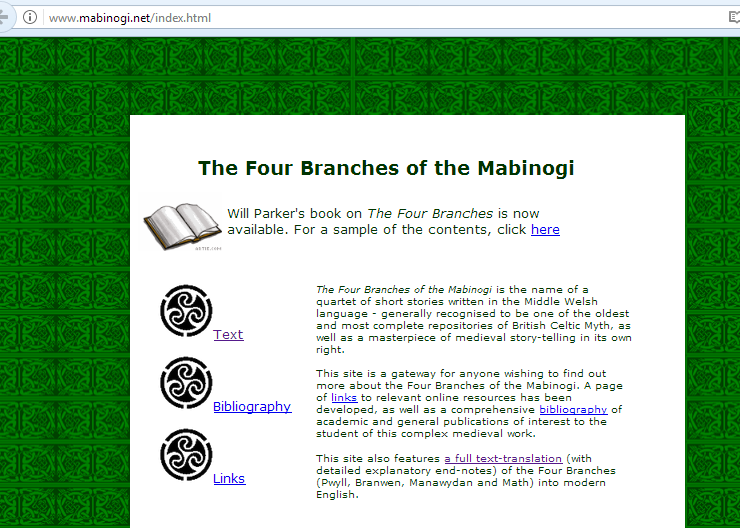 www.mabinogi.net/index.html
The Four Branches of the Mabinogi
Will Parker's book on The Four Branches is now
available. For a sample of the contents, click here
Text
Bibliography
Links
The Four Branches of the Mabinogi is the name of a
quartet of short stories written in the Middle Welsh
language - generally recognised to be one of the oldest
and most complete repositories of British Celtic Myth, as
well as a masterpiece of medieval story-telling in its own
right.
This site is a gateway for anyone wishing to find out
more about the Four Branches of the Mabinogi. A page
of links to relevant online resources has been
developed, as well as a comprehensive bibliography of
academic and general publications of interest to the
student of this complex medieval work.
This site also features a full text-translation (with
detailed explanatory end-notes) of the Four Branches
(Pwyll, Branwen, Manawydan and Math) into modern
English.